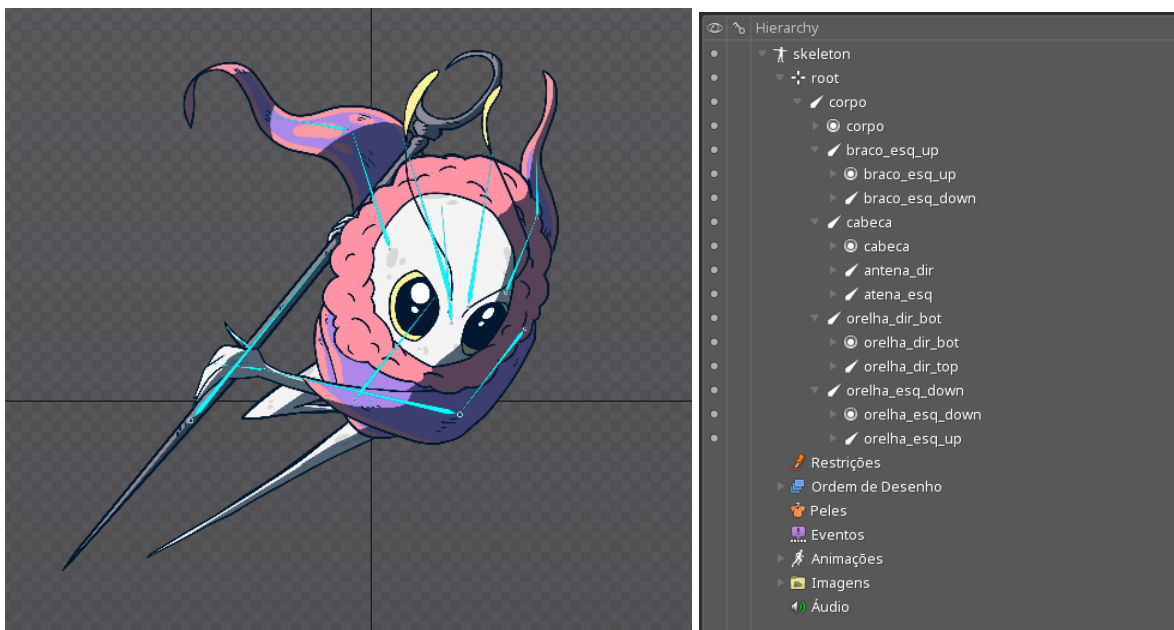 Hierarchy
skeleton
root
corpo
corpo
braco_esq_up
braco_esq_up
braco_esq_down
cabeca
cabeca
antena_dir
atena_esq
orelha_dir_bot
orelha_dir_bot
orelha_dir_top
orelha_esq_down
orelha_esq_down
orelha_esq_up
Restrições
Ordem de Desenho
Peles
Eventos
Animações
Imagens
Áudio